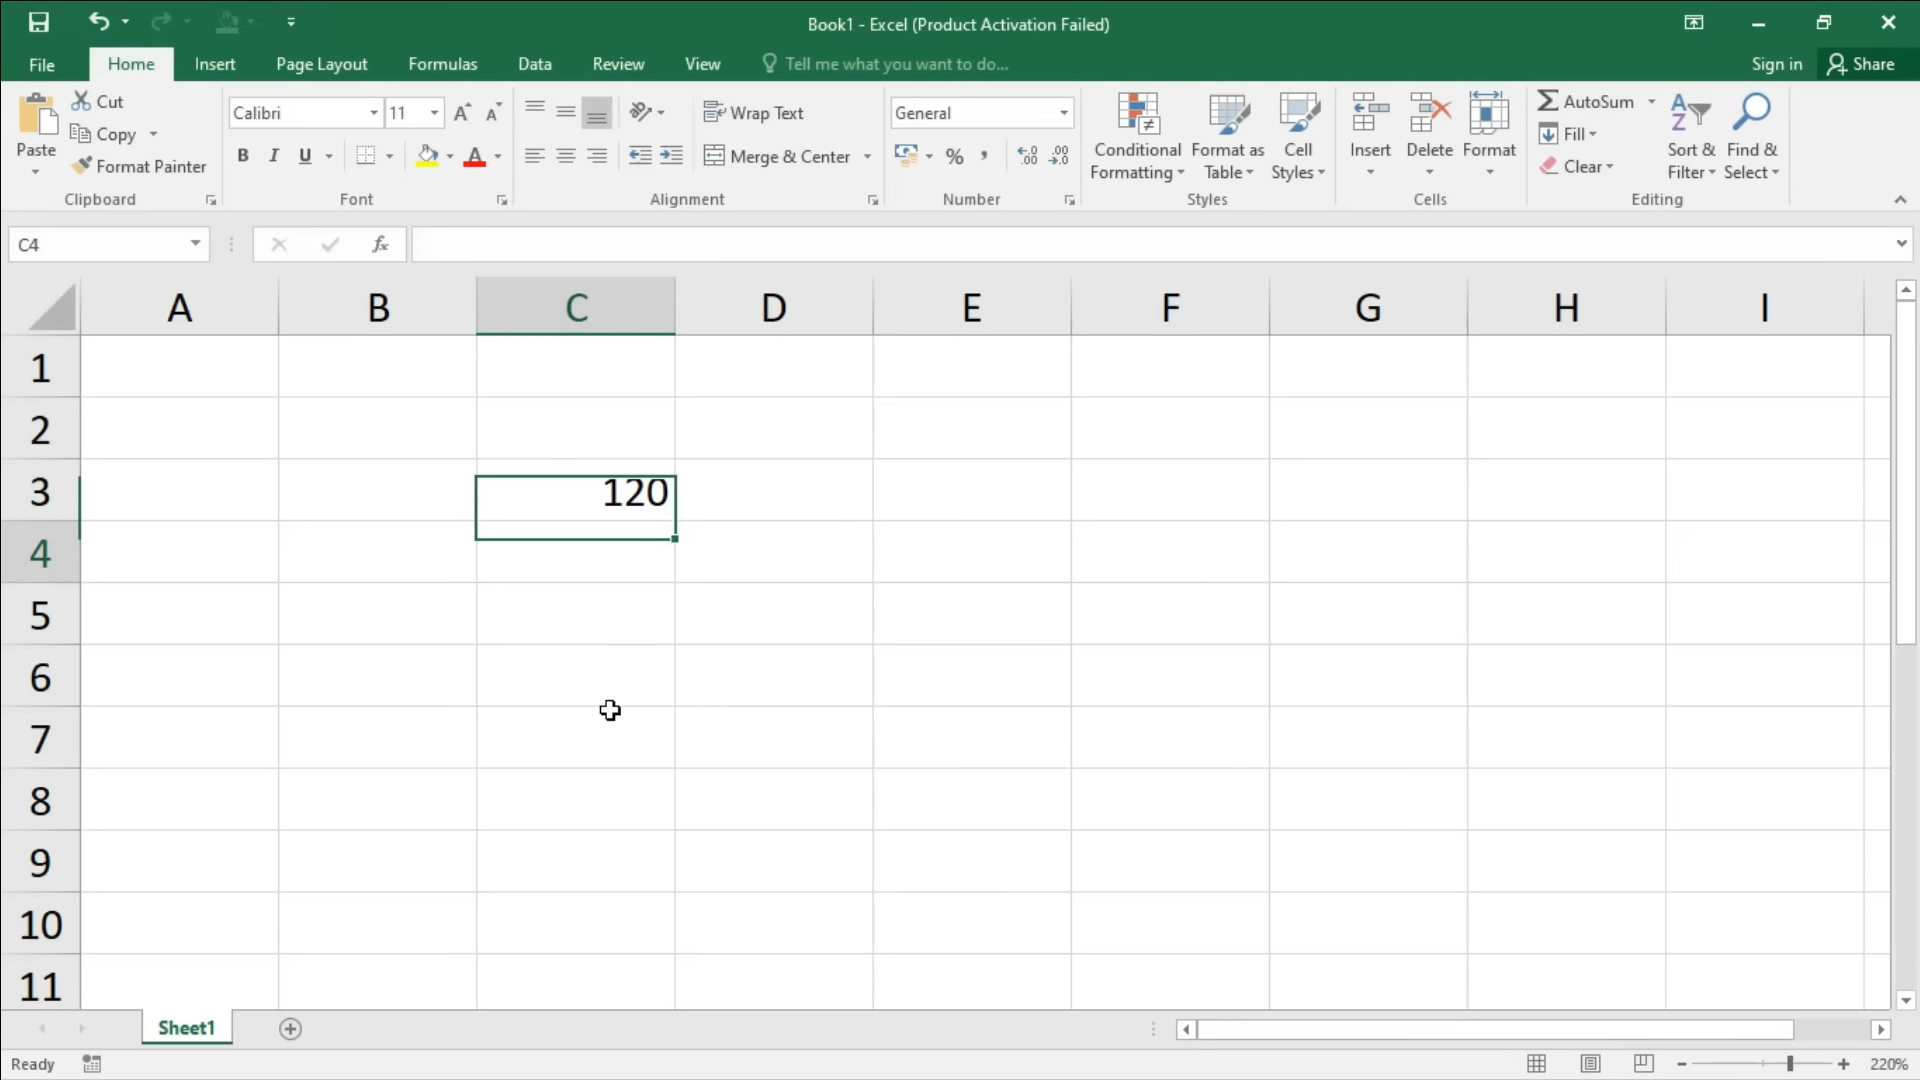 Book1 - Excel (Product Activation Failed)
File Home Insert Page Layout Formulas Data Review View Tell me what you want to do... Sign in Share
Paste
Cut
Copy
Format Painter
Clipboard
Calibri 11
B I U A
Font
Wrap Text
Merge & Center
Alignment
General
% ,
Number
Conditional Formatting
Format as Table
Cell Styles
Styles
Insert Delete Format
Cells
AutoSum
Fill
Clear
Sort & Filter
Find & Select
Editing
C4 fx
A B C D E F G H I
1
2
3 120
4
5
6
7
8
9
10
11
Sheet1
Ready 220%